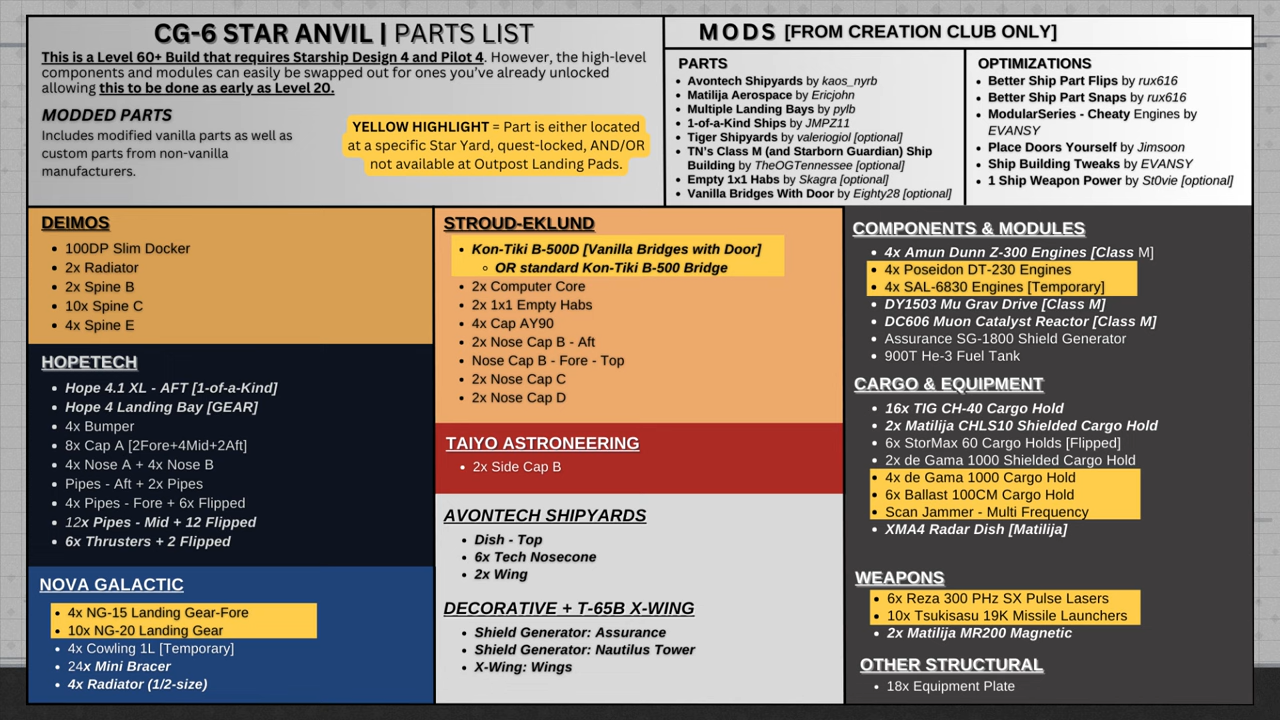 CG-6 STAR ANVIL | PARTS LIST
This is a Level 60+ Build that requires Starship Design 4 and Pilot 4. However, the high-level
components and modules can easily be swapped out for ones you've already unlocked
allowing this to be done as early as Level 20.
MODDED PARTS
Includes modified vanilla parts as well as
custom parts from non-vanilla
manufacturers.
YELLOW HIGHLIGHT = Part is either located
at a specific Star Yard, quest-locked, AND/OR
not available at Outpost Landing Pads.
MODS [FROM CREATION CLUB ONLY]
PARTS
• Avontech Shipyards by kaos_nyrb
• Matilija Aerospace by Ericjohn
• Multiple Landing Bays by pylb
• 1-of-a-Kind Ships by JMPZ11
• Tiger Shipyards by valeriogiol [optional]
• TN's Class M (and Starborn Guardian) Ship
Building by TheOGTennessee [optional]
• Empty 1x1 Habs by Skagra [optional]
• Vanilla Bridges With Door by Eighty28 [optional]
OPTIMIZATIONS
• Better Ship Part Flips by rux616
• Better Ship Part Snaps by rux616
• ModularSeries - Cheaty Engines by
EVANSY
• Place Doors Yourself by Jimsoon
• Ship Building Tweaks by EVANSY
• 1 Ship Weapon Power by St0vie [optional]
DEIMOS
• 100DP Slim Docker
• 2x Radiator
• 2x Spine B
• 10x Spine C
• 4x Spine E
HOPETECH
• Hope 4.1 XL - AFT [1-of-a-Kind]
• Hope 4 Landing Bay [GEAR]
• 4x Bumper
• 8x Cap A [2Fore+4Mid+2Aft]
• 4x Nose A + 4x Nose B
• Pipes - Aft + 2x Pipes
• 4x Pipes - Fore + 6x Flipped
• 12x Pipes - Mid + 12 Flipped
• 6x Thrusters + 2 Flipped
NOVA GALACTIC
• 4x NG-15 Landing Gear-Fore
• 10x NG-20 Landing Gear
• 4x Cowling 1L [Temporary]
• 24x Mini Bracer
• 4x Radiator (1/2-size)
STROUD-EKLUND
• Kon-Tiki B-500D [Vanilla Bridges with Door]
◦ OR standard Kon-Tiki B-500 Bridge
• 2x Computer Core
• 2x 1x1 Empty Habs
• 4x Cap AY90
• 2x Nose Cap B - Aft
• Nose Cap B - Fore - Top
• 2x Nose Cap C
• 2x Nose Cap D
TAIYO ASTRONEERING
• 2x Side Cap B
AVONTECH SHIPYARDS
• Dish - Top
• 6x Tech Nosecone
• 2x Wing
DECORATIVE + T-65B X-WING
• Shield Generator: Assurance
• Shield Generator: Nautilus Tower
• X-Wing: Wings
COMPONENTS & MODULES
• 4x Amun Dunn Z-300 Engines [Class M]
• 4x Poseidon DT-230 Engines
• 4x SAL-6830 Engines [Temporary]
• DY1503 Mu Grav Drive [Class M]
• DC606 Muon Catalyst Reactor [Class M]
• Assurance SG-1800 Shield Generator
• 900T He-3 Fuel Tank
CARGO & EQUIPMENT
• 16x TIG CH-40 Cargo Hold
• 2x Matilija CHLS10 Shielded Cargo Hold
• 6x StorMax 60 Cargo Holds [Flipped]
• 2x de Gama 1000 Shielded Cargo Hold
• 4x de Gama 1000 Cargo Hold
• 6x Ballast 100CM Cargo Hold
• Scan Jammer - Multi Frequency
• XMA4 Radar Dish [Matilija]
WEAPONS
• 6x Reza 300 PHz SX Pulse Lasers
• 10x Tsukisasu 19K Missile Launchers
• 2x Matilija MR200 Magnetic
OTHER STRUCTURAL
• 18x Equipment Plate